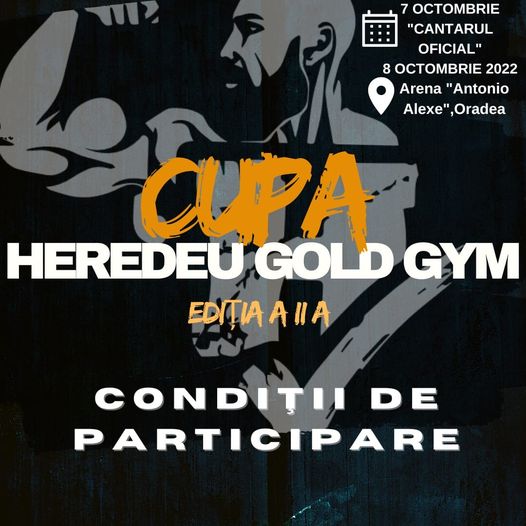 7 OCTOMBRIE
"CANTARUL
OFICIAL"
8 OCTOMBRIE 2022
Arena "Antonio
Alexe",Oradea
CUPA
HEREDEU GOLD GYM
EDIȚIA A II A
CONDIŢII DE
PARTICIPARE